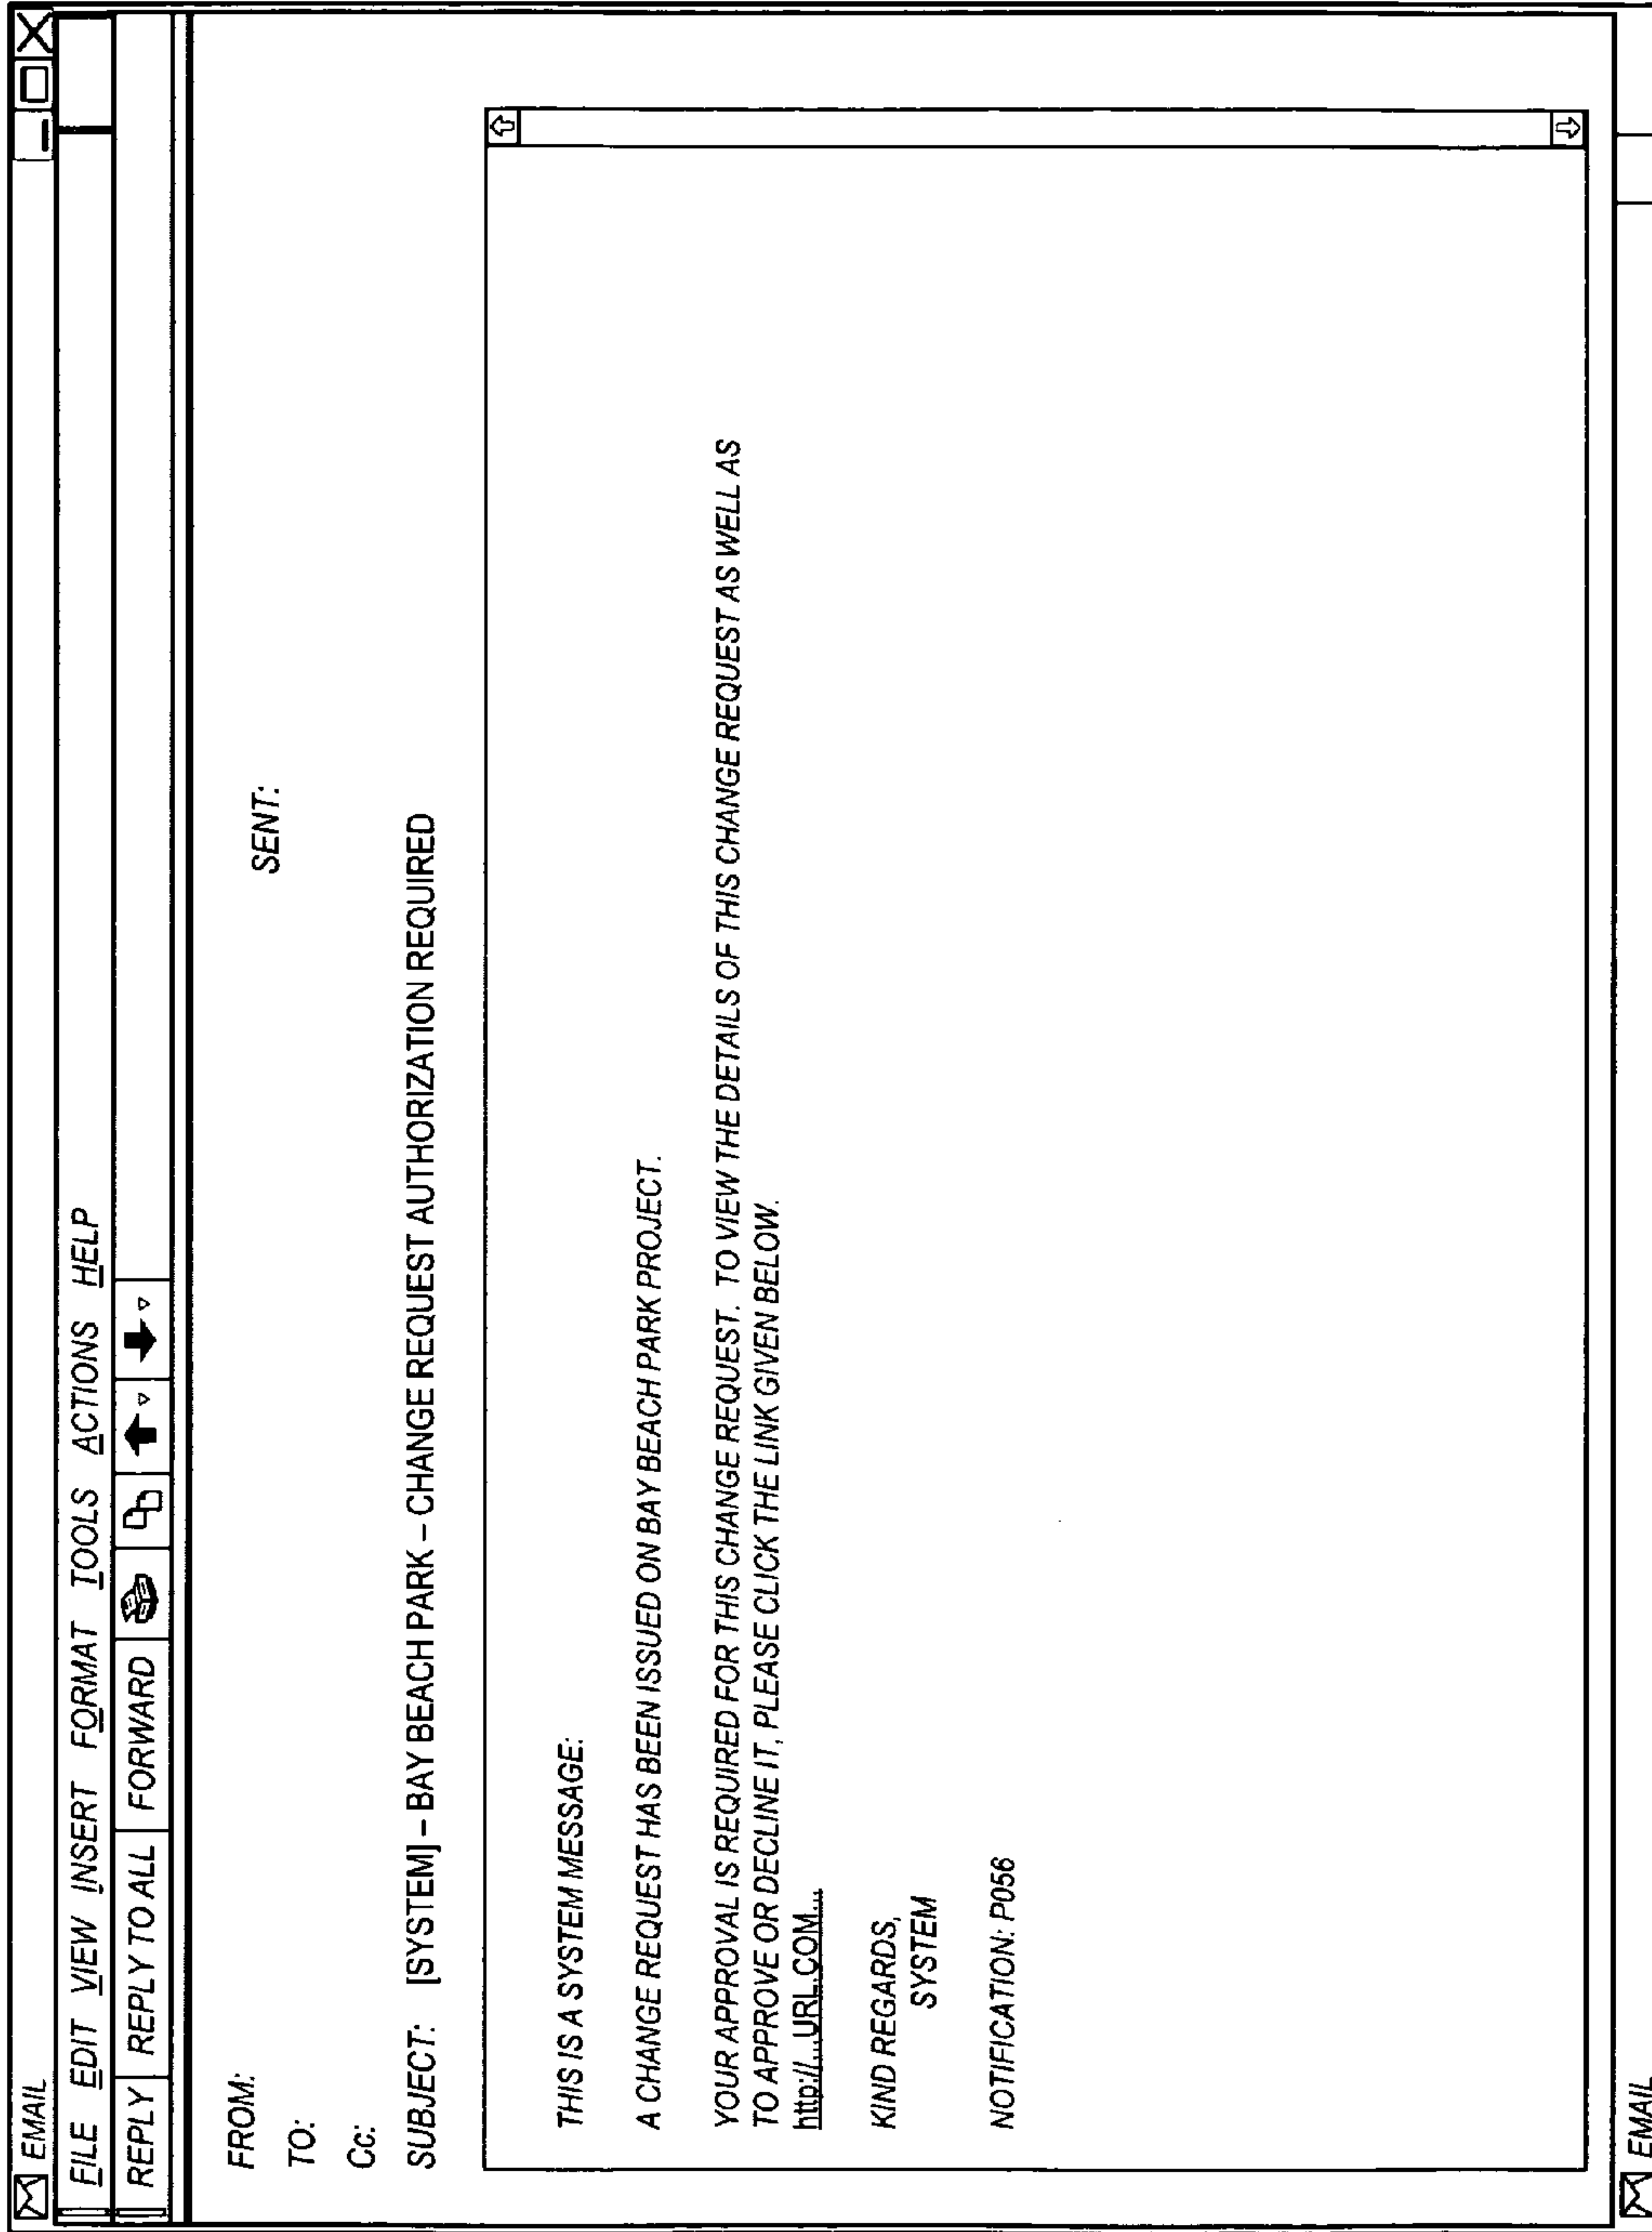 EMAIL
FILE EDIT VIEW INSERT FORMAT TOOLS ACTIONS HELP
REPLY REPLY TO ALL FORWARD
FROM:
SENT:
TO:
Cc:
SUBJECT: [SYSTEM] – BAY BEACH PARK – CHANGE REQUEST AUTHORIZATION REQUIRED
THIS IS A SYSTEM MESSAGE:
A CHANGE REQUEST HAS BEEN ISSUED ON BAY BEACH PARK PROJECT.
YOUR APPROVAL IS REQUIRED FOR THIS CHANGE REQUEST. TO VIEW THE DETAILS OF THIS CHANGE REQUEST AS WELL AS
TO APPROVE OR DECLINE IT, PLEASE CLICK THE LINK GIVEN BELOW.
http://...URL.COM...
KIND REGARDS,
SYSTEM
NOTIFICATION: P056
EMAIL